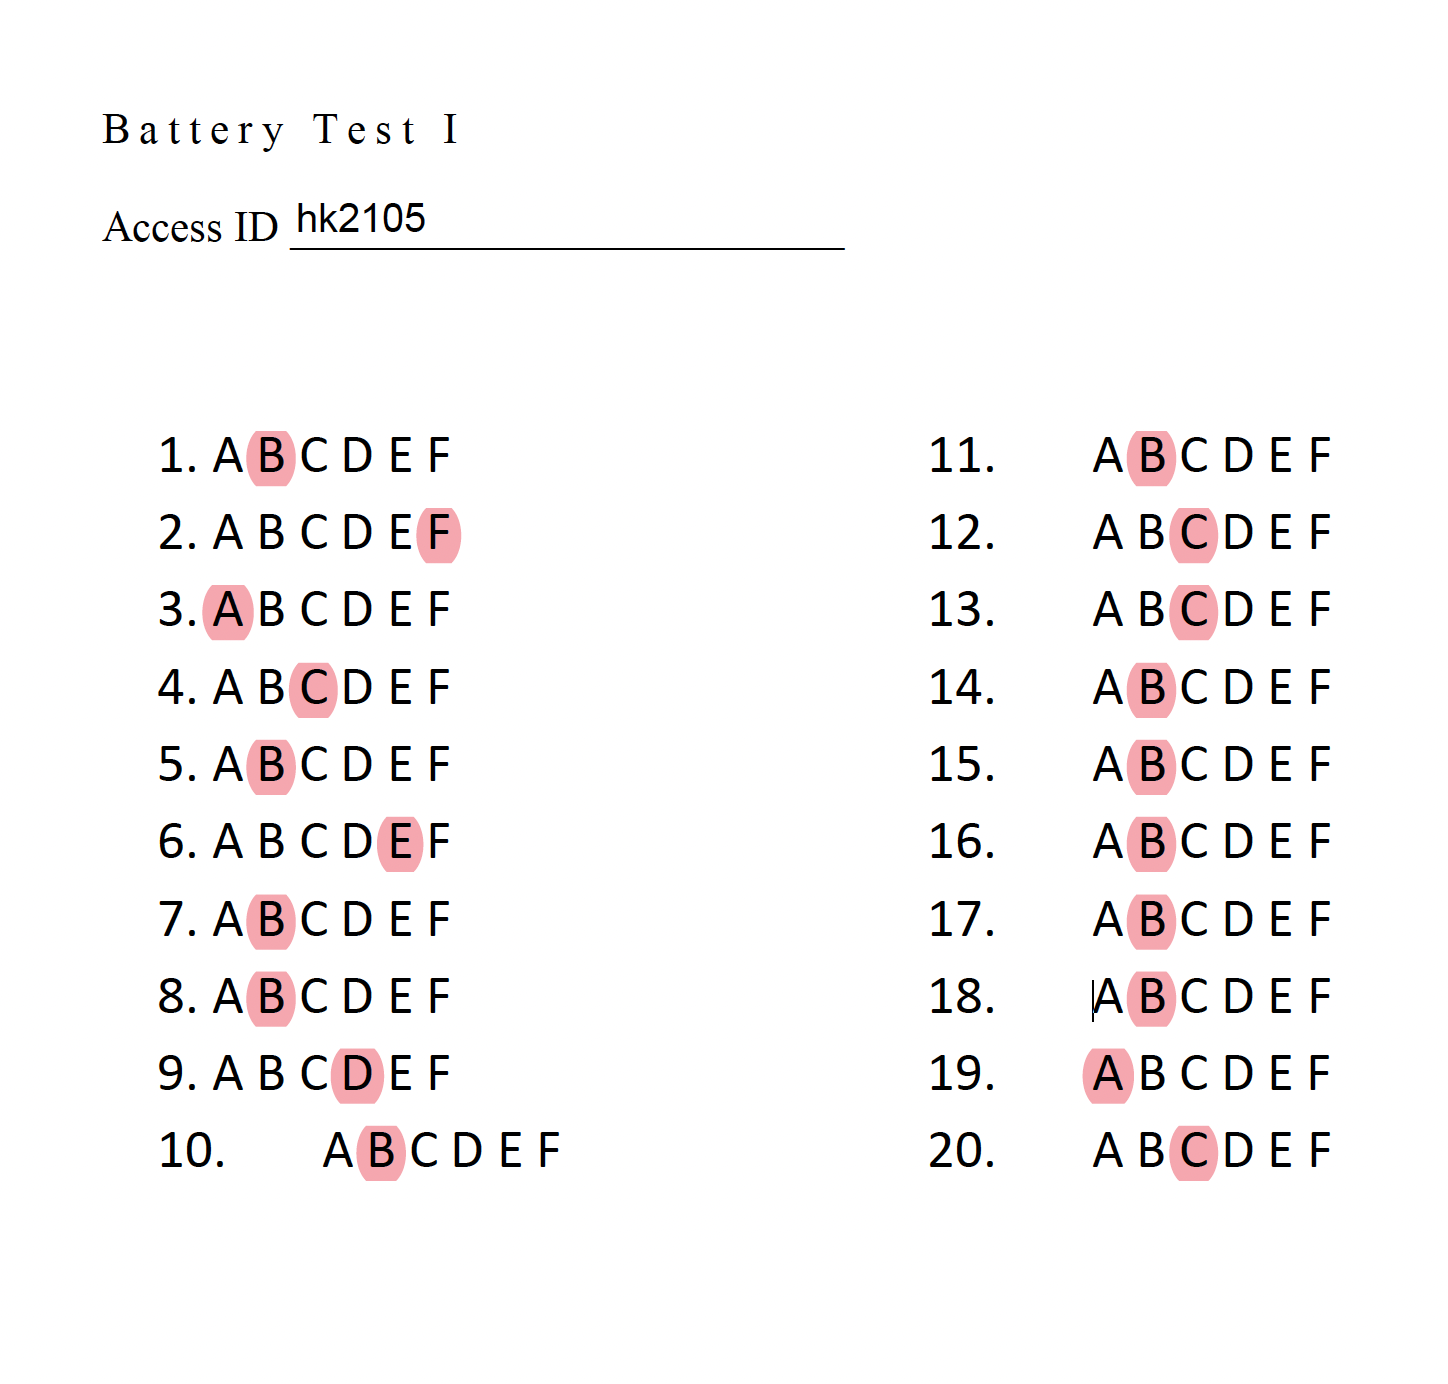 Battery Test I
Access ID hk2105
1. A B C D E F
2. A B C D E F
3. A B C D E F
4. A B C D E F
5. A B C D E F
6. A B C D E F
7. A B C D E F
8. A B C D E F
9. A B C D E F
10. A B C D E F
11. A B C D E F
12. A B C D E F
13. A B C D E F
14. A B C D E F
15. A B C D E F
16. A B C D E F
17. A B C D E F
18. A B C D E F
19. A B C D E F
20. A B C D E F